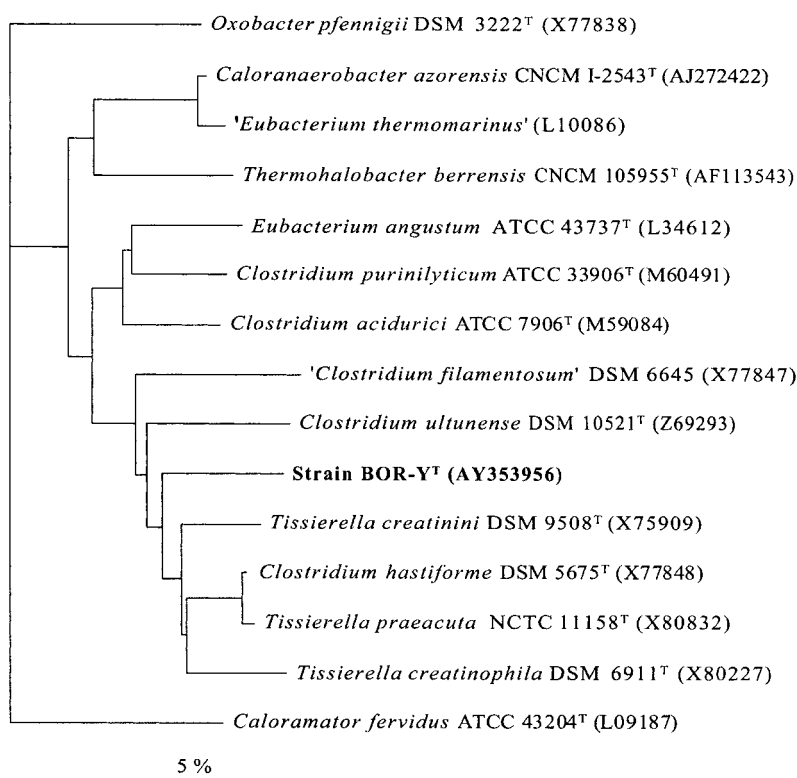 Oxobacter pfennigii DSM 3222ᵀ (X77838)
Caloranaerobacter azorensis CNCM I-2543ᵀ (AJ272422)
'Eubacterium thermomarinus' (L10086)
Thermohalobacter berrensis CNCM 105955ᵀ (AF113543)
Eubacterium angustum ATCC 43737ᵀ (L34612)
Clostridium purinilyticum ATCC 33906ᵀ (M60491)
Clostridium acidurici ATCC 7906ᵀ (M59084)
'Clostridium filamentosum' DSM 6645 (X77847)
Clostridium ultunense DSM 10521ᵀ (Z69293)
Strain BOR-Yᵀ (AY353956)
Tissierella creatinini DSM 9508ᵀ (X75909)
Clostridium hastiforme DSM 5675ᵀ (X77848)
Tissierella praeacuta NCTC 11158ᵀ (X80832)
Tissierella creatinophila DSM 6911ᵀ (X80227)
Caloramator fervidus ATCC 43204ᵀ (L09187)
5 %